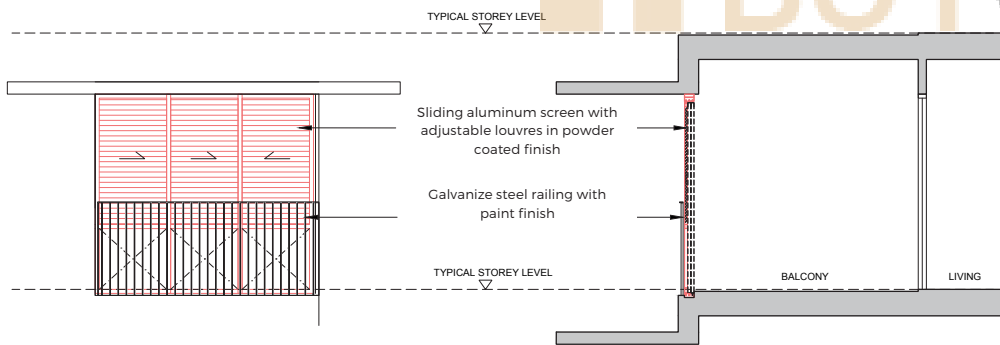 TYPICAL STOREY LEVEL
Sliding aluminum screen with
adjustable louvres in powder
coated finish
Galvanize steel railing with
paint finish
TYPICAL STOREY LEVEL
BALCONY
LIVING